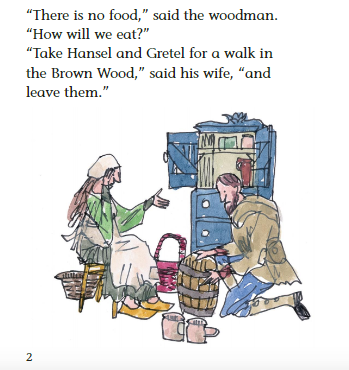 “There is no food,” said the woodman.
“How will we eat?”
“Take Hansel and Gretel for a walk in
the Brown Wood,” said his wife, “and
leave them.”
2